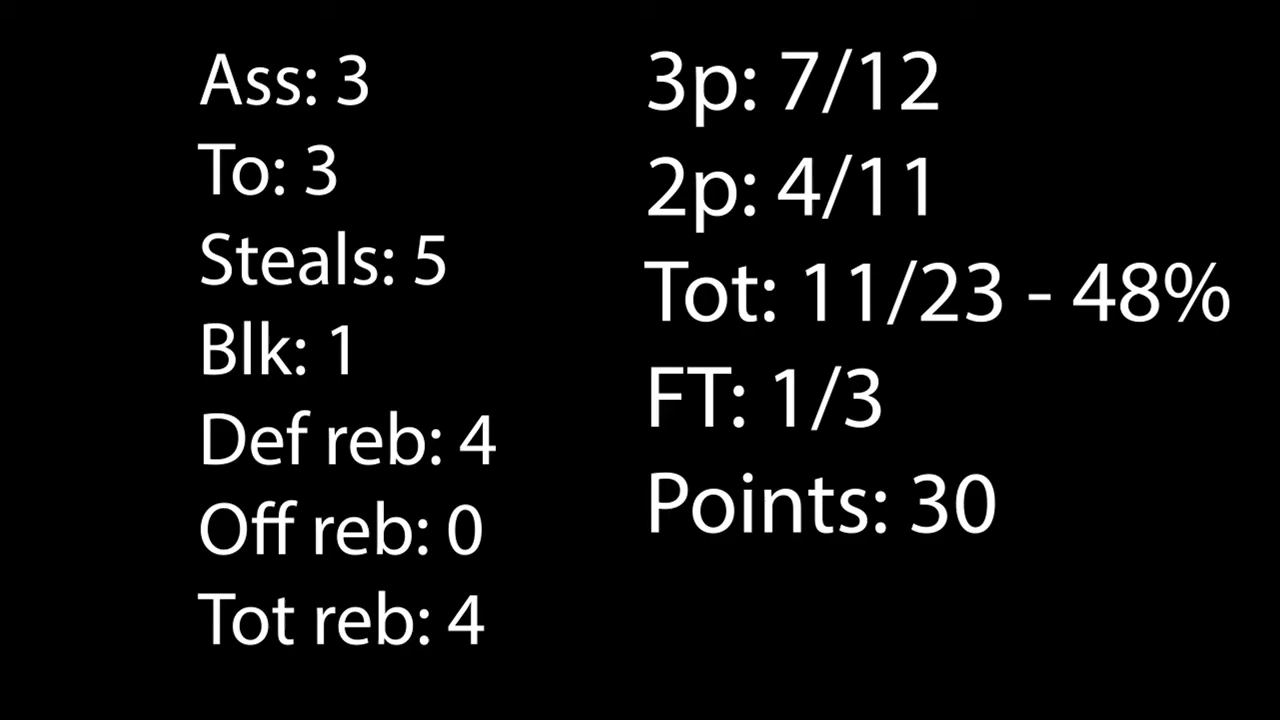 Ass: 3
To: 3
Steals: 5
Blk: 1
Def reb: 4
Off reb: 0
Tot reb: 4
3p: 7/12
2p: 4/11
Tot: 11/23 - 48%
FT: 1/3
Points: 30